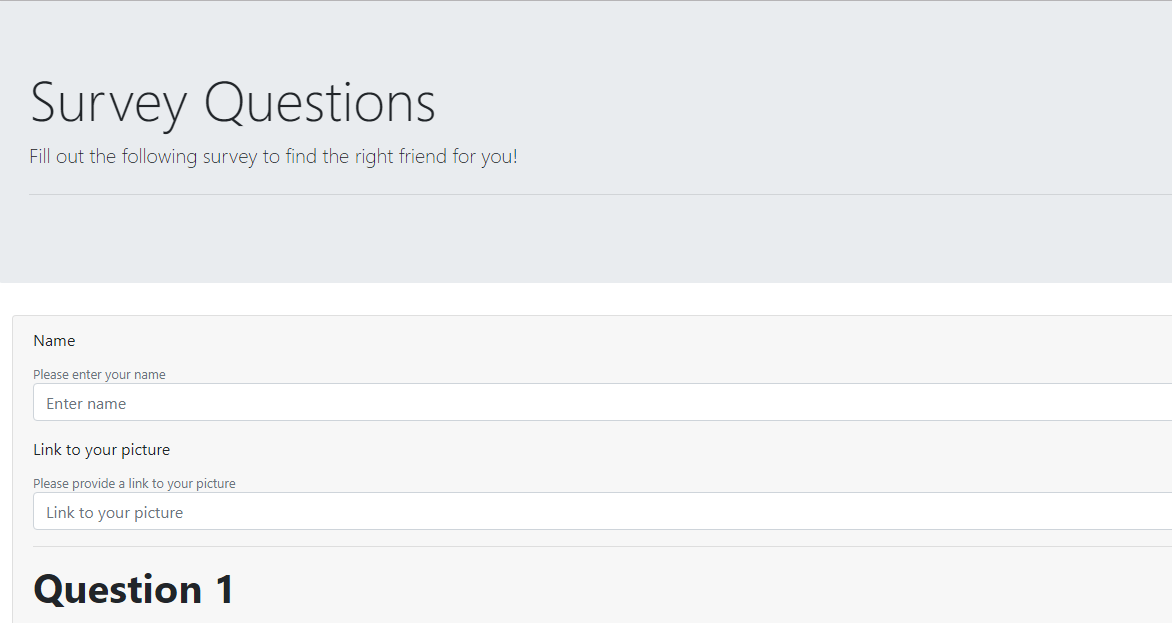 Survey Questions
Fill out the following survey to find the right friend for you!
Name
Please enter your name
Enter name
Link to your picture
Please provide a link to your picture
Link to your picture
Question 1